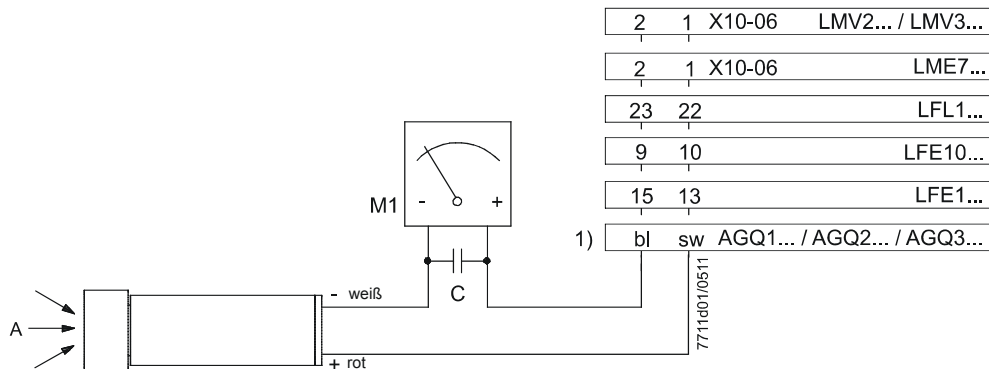 2 1 X10-06 LMV2... / LMV3...
2 1 X10-06 LME7...
23 22 LFL1...
9 10 LFE10...
15 13 LFE1...
1) bl sw AGQ1... / AGQ2... / AGQ3...
M1 - +
C
- weiß
A
+ rot
7711d01/0511